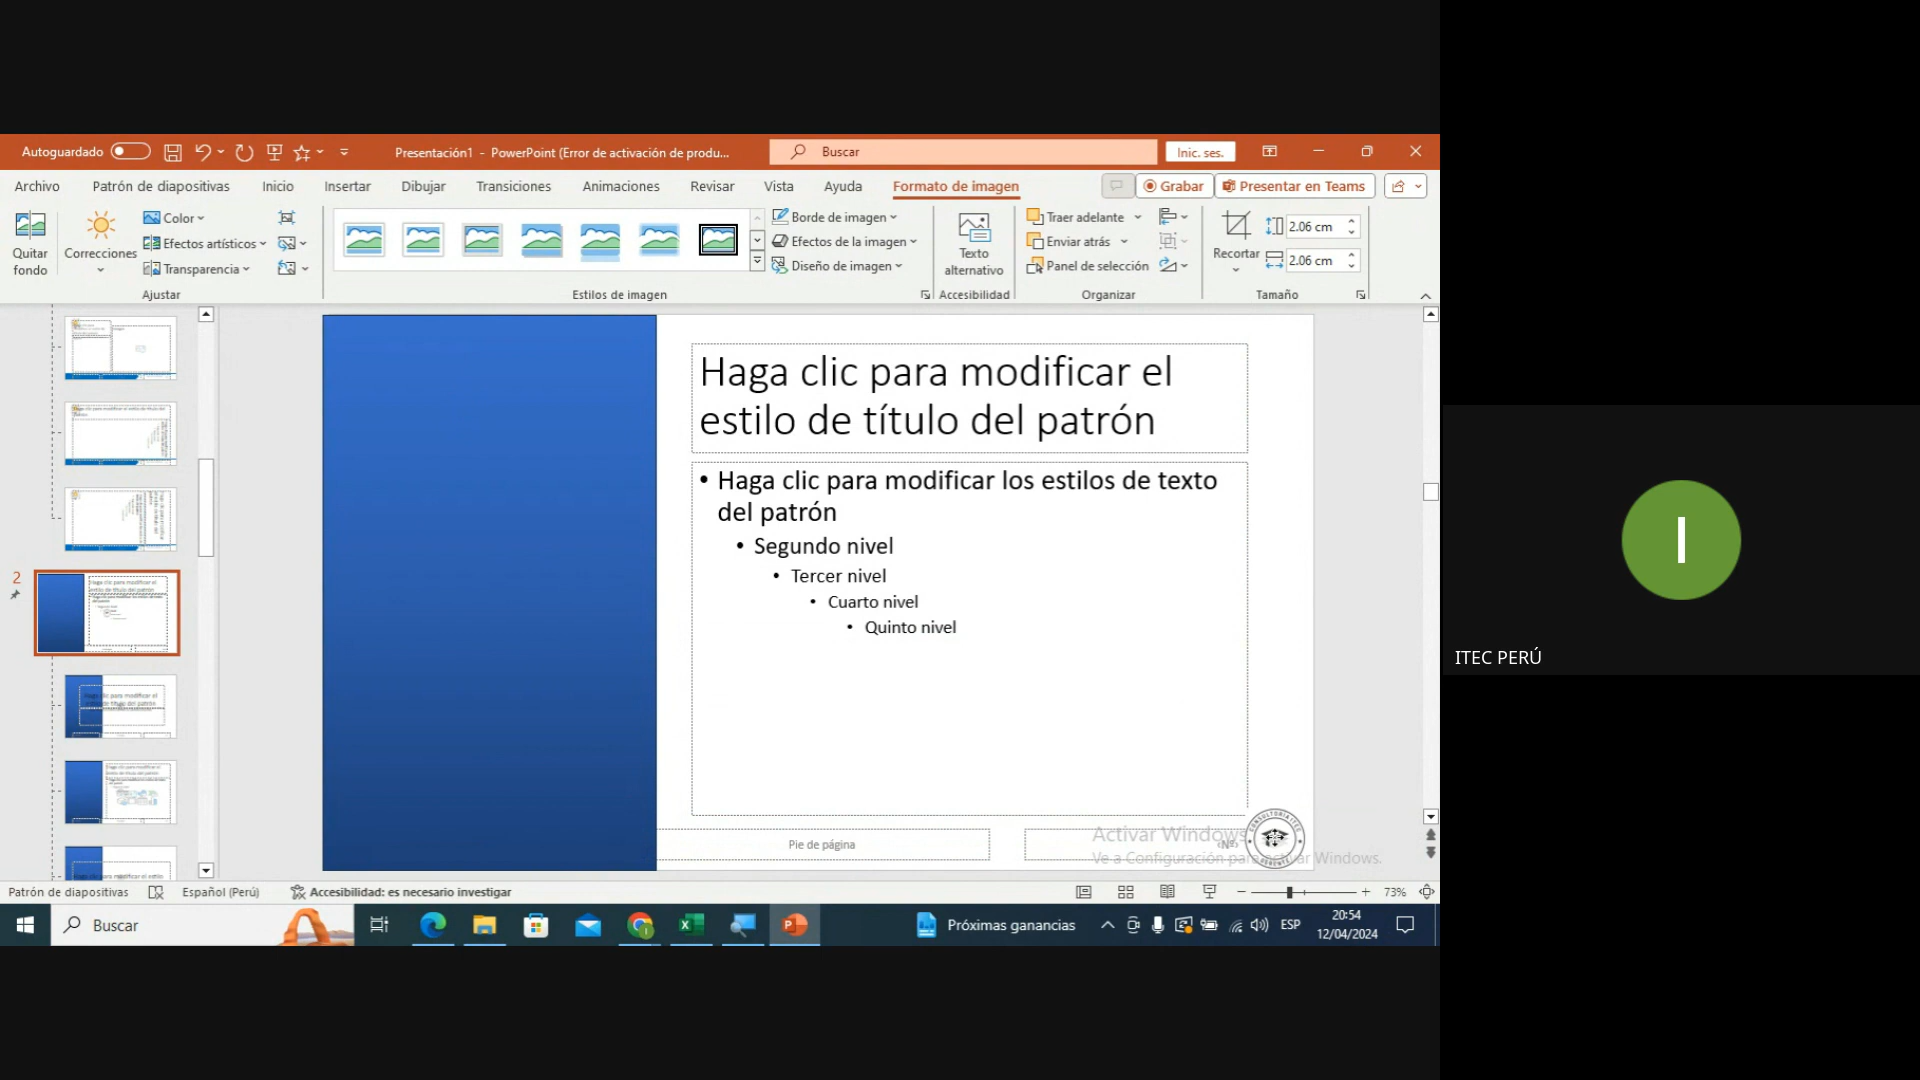 Autoguardado
Presentación1 - PowerPoint (Error de activación de produ...
Buscar
Inic. ses.
Archivo
Patrón de diapositivas
Inicio
Insertar
Dibujar
Transiciones
Animaciones
Revisar
Vista
Ayuda
Formato de imagen
Grabar
Presentar en Teams
Quitar fondo
Correcciones
Color
Efectos artísticos
Transparencia
Ajustar
Estilos de imagen
Borde de imagen
Efectos de la imagen
Diseño de imagen
Texto alternativo
Accesibilidad
Traer adelante
Enviar atrás
Panel de selección
Organizar
Recortar
2.06 cm
2.06 cm
Tamaño
2
Haga clic para modificar el
estilo de título del patrón
• Haga clic para modificar los estilos de texto
del patrón
• Segundo nivel
• Tercer nivel
• Cuarto nivel
• Quinto nivel
Pie de página
‹Nº›
Activar Windows
Ve a Configuración para activar Windows.
Patrón de diapositivas
Español (Perú)
Accesibilidad: es necesario investigar
73%
Buscar
Próximas ganancias
ESP
20:54
12/04/2024
I
ITEC PERÚ